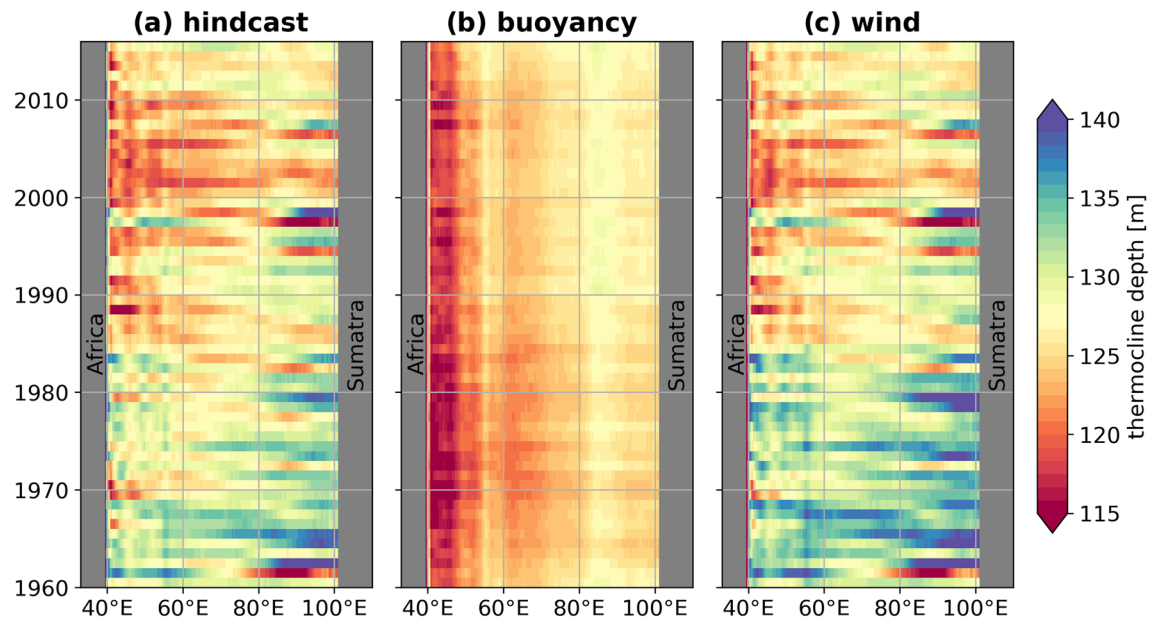 (a) hindcast
(b) buoyancy
(c) wind
2010
2000
1990
1980
1970
1960
Africa
Sumatra
Africa
Sumatra
Africa
Sumatra
40°E 60°E 80°E 100°E
40°E 60°E 80°E 100°E
40°E 60°E 80°E 100°E
140
135
130
125
120
115
thermocline depth [m]